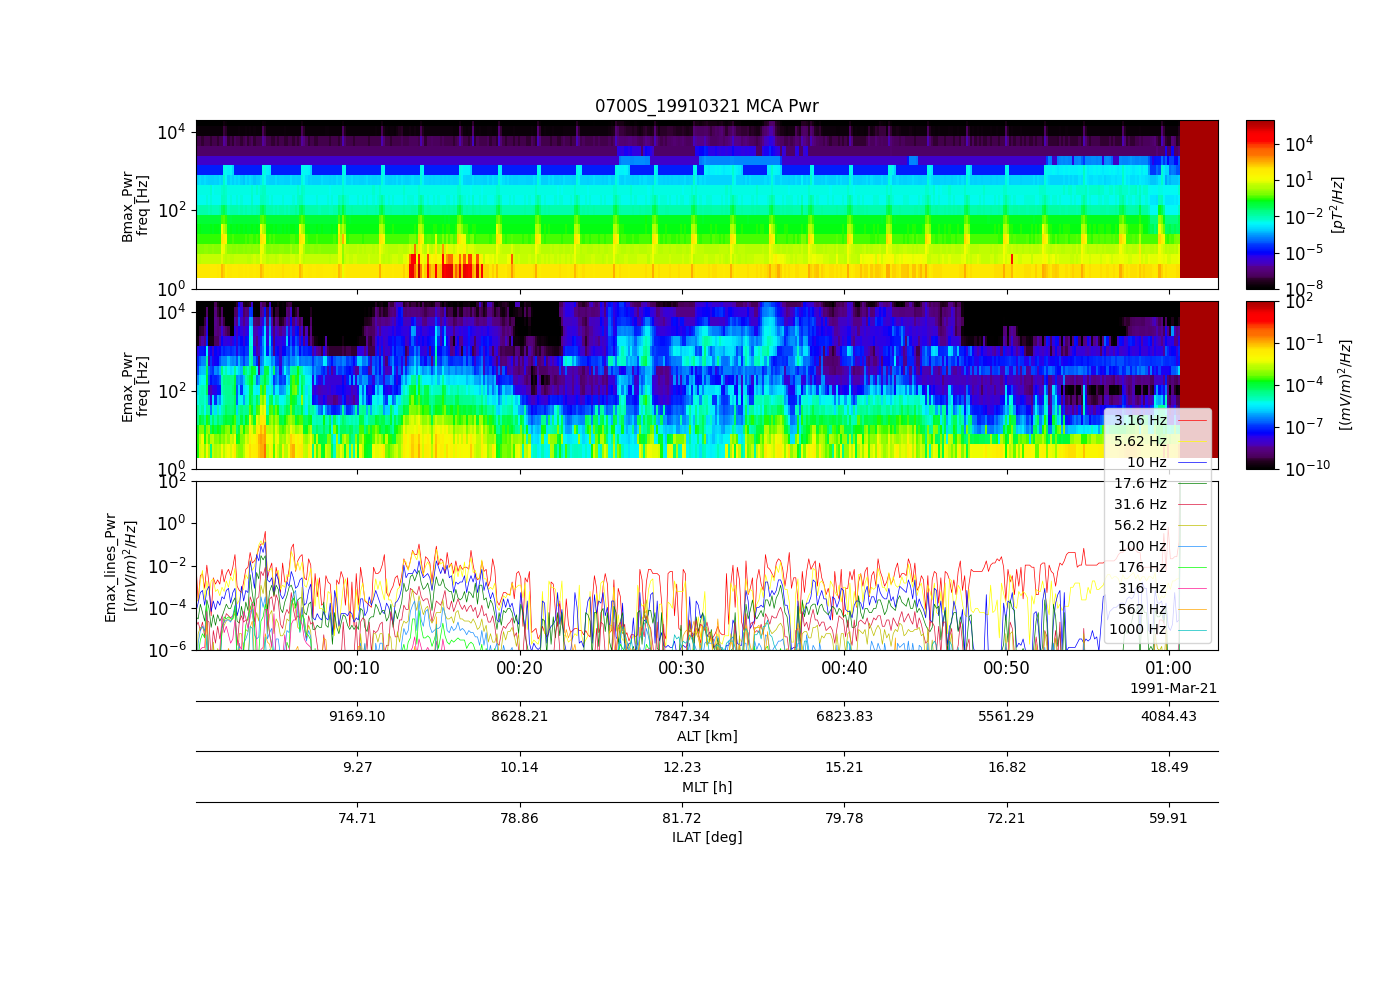 0700S_19910321 MCA Pwr
10^4
10^2
10^0
Bmax_Pwr
freq [Hz]
10^4
10^1
10^-2
10^-5
10^-8
[pT^2/Hz]
10^4
10^2
10^0
Emax_Pwr
freq [Hz]
10^2
10^-1
10^-4
10^-7
10^-10
[(mV/m)^2/Hz]
10^2
10^0
10^-2
10^-4
10^-6
Emax_lines_Pwr
[(mV/m)^2/Hz]
3.16 Hz
5.62 Hz
10 Hz
17.6 Hz
31.6 Hz
56.2 Hz
100 Hz
176 Hz
316 Hz
562 Hz
1000 Hz
00:10 00:20 00:30 00:40 00:50 01:00
1991-Mar-21
9169.10 8628.21 7847.34 6823.83 5561.29 4084.43
ALT [km]
9.27 10.14 12.23 15.21 16.82 18.49
MLT [h]
74.71 78.86 81.72 79.78 72.21 59.91
ILAT [deg]